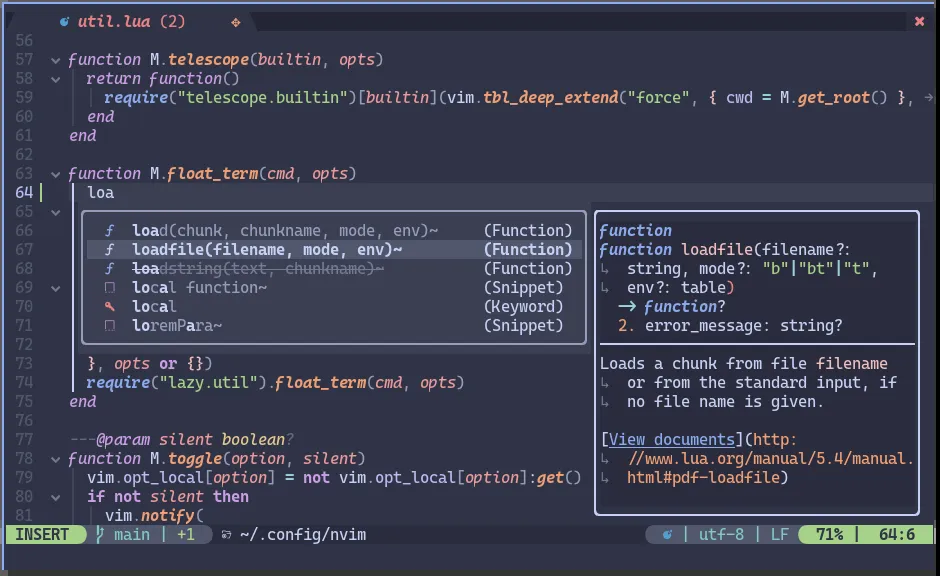 util.lua (2)
56
57 function M.telescope(builtin, opts)
58 return function()
59 require("telescope.builtin")[builtin](vim.tbl_deep_extend("force", { cwd = M.get_root() }, →
60 end
61 end
62
63 function M.float_term(cmd, opts)
64 loa
65
66 load(chunk, chunkname, mode, env)~ (Function)
67 loadfile(filename, mode, env)~ (Function)
68 loadstring(text, chunkname)~ (Function)
69 local function~ (Snippet)
70 local (Keyword)
71 loremPara~ (Snippet)
72
73 }, opts or {})
74 require("lazy.util").float_term(cmd, opts)
75 end
76
77 ---@param silent boolean?
78 function M.toggle(option, silent)
79 vim.opt_local[option] = not vim.opt_local[option]:get()
80 if not silent then
81 vim.notify(
function
function loadfile(filename?:
string, mode?: "b"|"bt"|"t",
env?: table)
-> function?
2. error_message: string?
Loads a chunk from file filename
or from the standard input, if
no file name is given.
[View documents](http:
//www.lua.org/manual/5.4/manual.
html#pdf-loadfile)
INSERT main | +1 ~/.config/nvim | utf-8 | LF 71% | 64:6